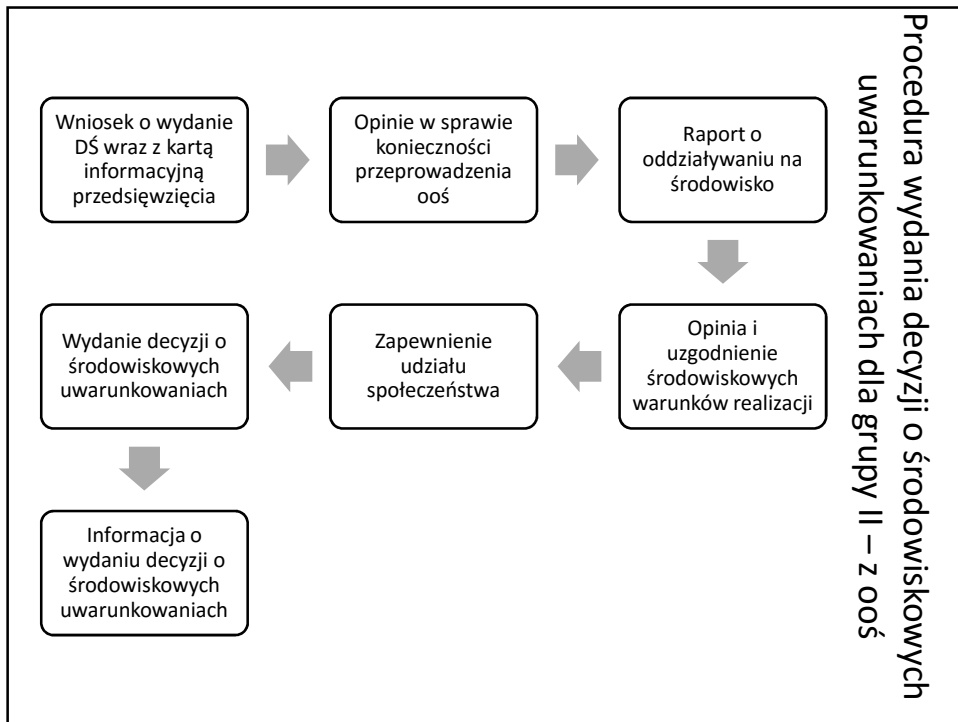 Procedura wydania decyzji o środowiskowych
uwarunkowaniach dla grupy II – z ooś
Wniosek o wydanie
DŚ wraz z kartą
informacyjną
przedsięwzięcia
Opinie w sprawie
konieczności
przeprowadzenia
ooś
Raport o
oddziaływaniu na
środowisko
Opinia i
uzgodnienie
środowiskowych
warunków realizacji
Zapewnienie
udziału
społeczeństwa
Wydanie decyzji o
środowiskowych
uwarunkowaniach
Informacja o
wydaniu decyzji o
środowiskowych
uwarunkowaniach